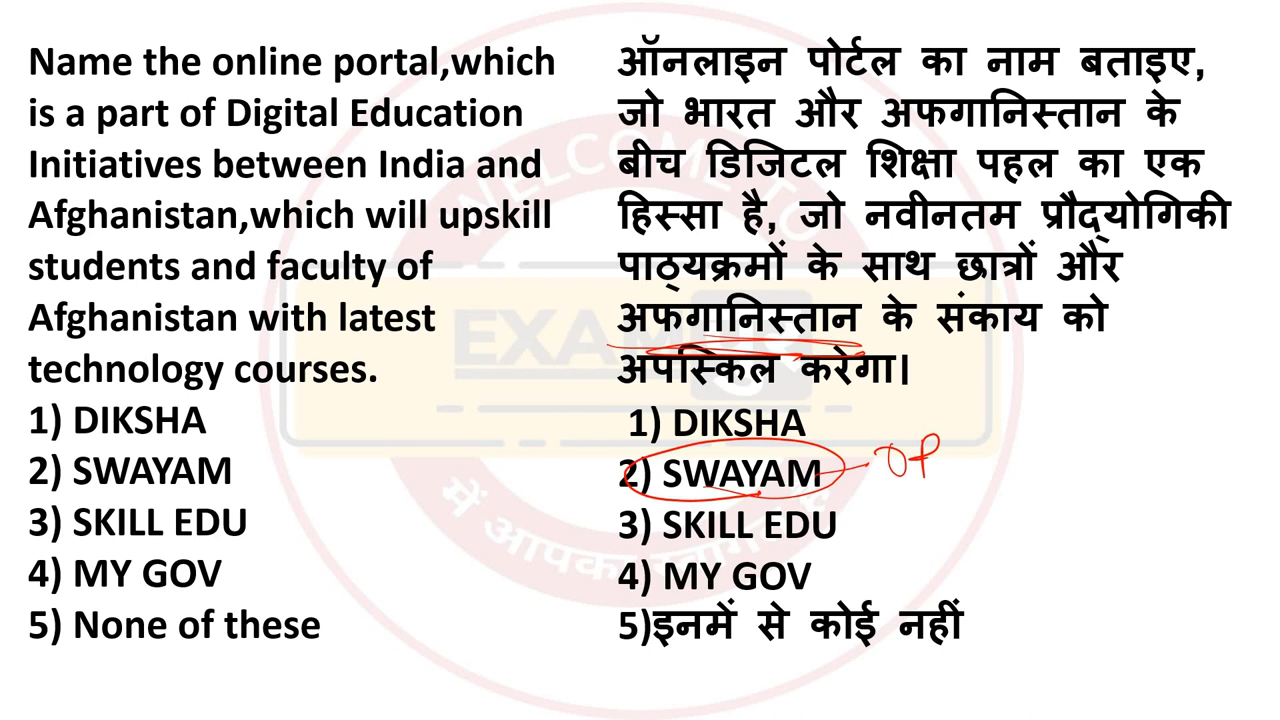 Name the online portal,which
is a part of Digital Education
Initiatives between India and
Afghanistan,which will upskill
students and faculty of
Afghanistan with latest
technology courses.
1) DIKSHA
2) SWAYAM
3) SKILL EDU
4) MY GOV
5) None of these
ऑनलाइन पोर्टल का नाम बताइए,
जो भारत और अफगानिस्तान के
बीच डिजिटल शिक्षा पहल का एक
हिस्सा है, जो नवीनतम प्रौद्योगिकी
पाठ्यक्रमों के साथ छात्रों और
अफगानिस्तान के संकाय को
अपस्किल करेगा।
1) DIKSHA
2) SWAYAM
3) SKILL EDU
4) MY GOV
5)इनमें से कोई नहीं
WELCOME TO